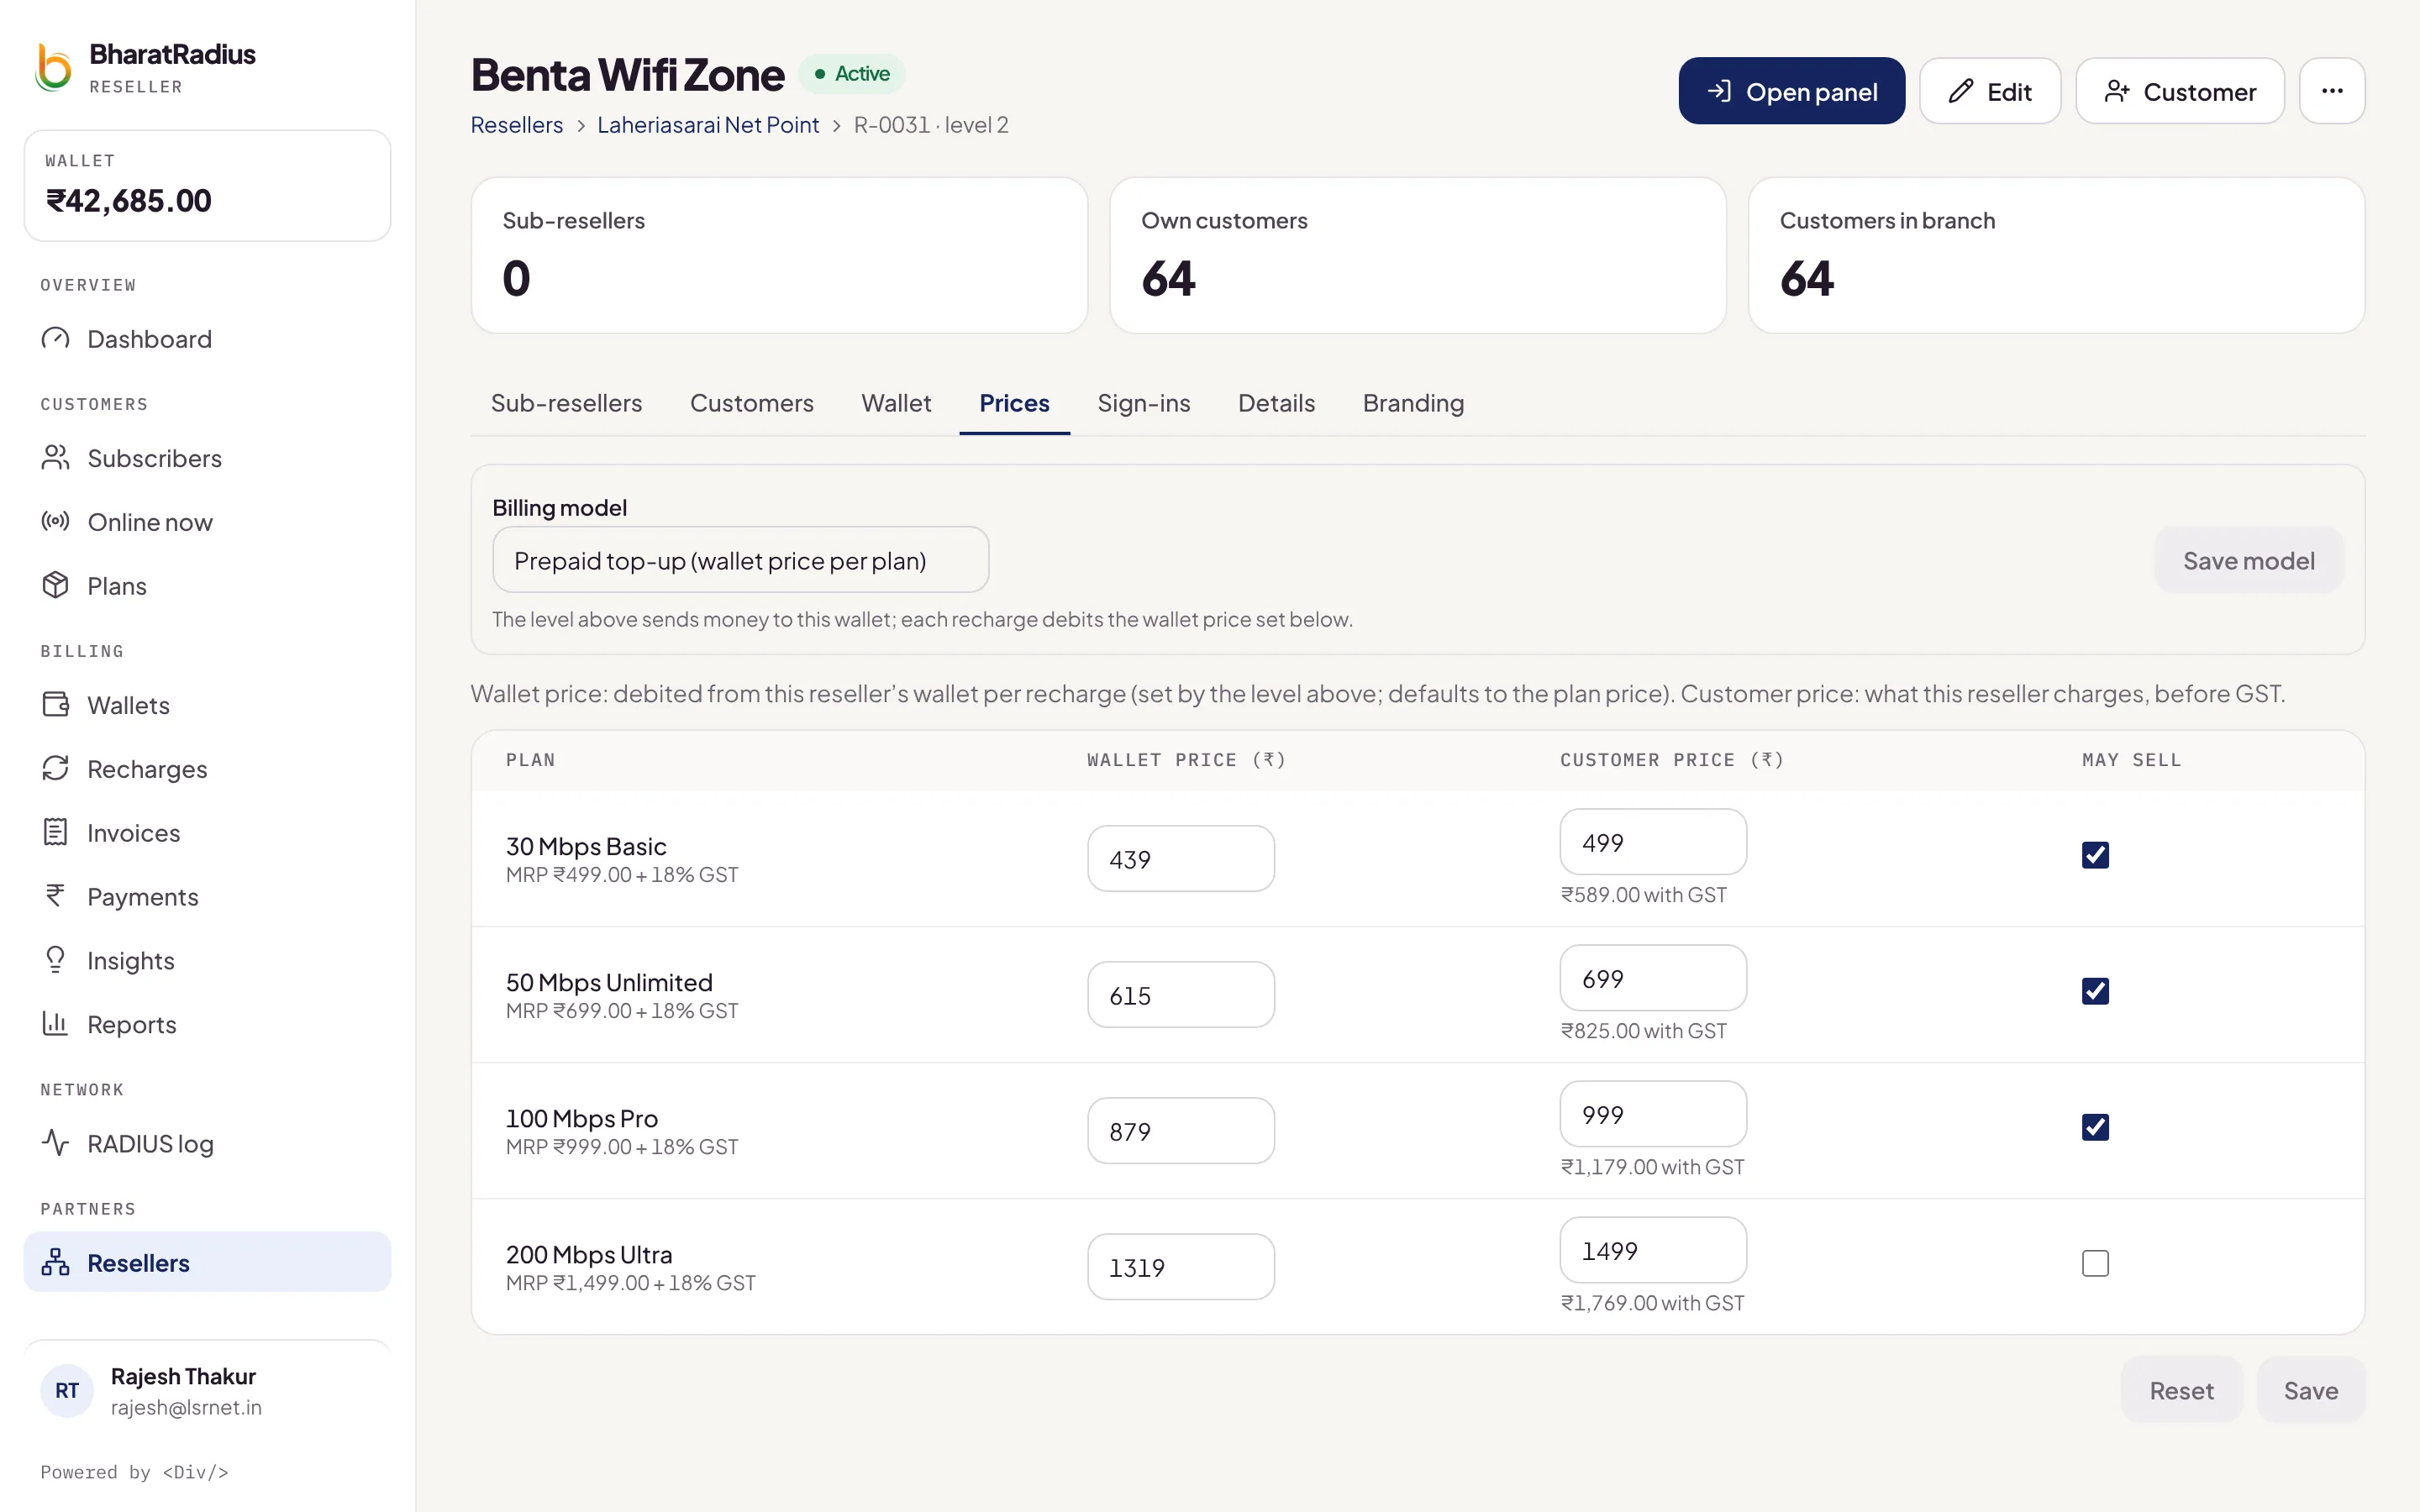 BharatRadius
RESELLER
WALLET
₹42,685.00
OVERVIEW
Dashboard
CUSTOMERS
Subscribers
Online now
Plans
BILLING
Wallets
Recharges
Invoices
Payments
Insights
Reports
NETWORK
RADIUS log
PARTNERS
Resellers
RT
Rajesh Thakur
rajesh@lsrnet.in
Powered by <Div/>
Benta Wifi Zone
Active
Resellers › Laheriasarai Net Point › R-0031 · level 2
Open panel
Edit
Customer
Sub-resellers
0
Own customers
64
Customers in branch
64
Sub-resellers Customers Wallet Prices Sign-ins Details Branding
Billing model
Prepaid top-up (wallet price per plan)
Save model
The level above sends money to this wallet; each recharge debits the wallet price set below.
Wallet price: debited from this reseller’s wallet per recharge (set by the level above; defaults to the plan price). Customer price: what this reseller charges, before GST.
PLAN WALLET PRICE (₹) CUSTOMER PRICE (₹) MAY SELL
30 Mbps Basic
MRP ₹499.00 + 18% GST
439
499
₹589.00 with GST
50 Mbps Unlimited
MRP ₹699.00 + 18% GST
615
699
₹825.00 with GST
100 Mbps Pro
MRP ₹999.00 + 18% GST
879
999
₹1,179.00 with GST
200 Mbps Ultra
MRP ₹1,499.00 + 18% GST
1319
1499
₹1,769.00 with GST
Reset
Save